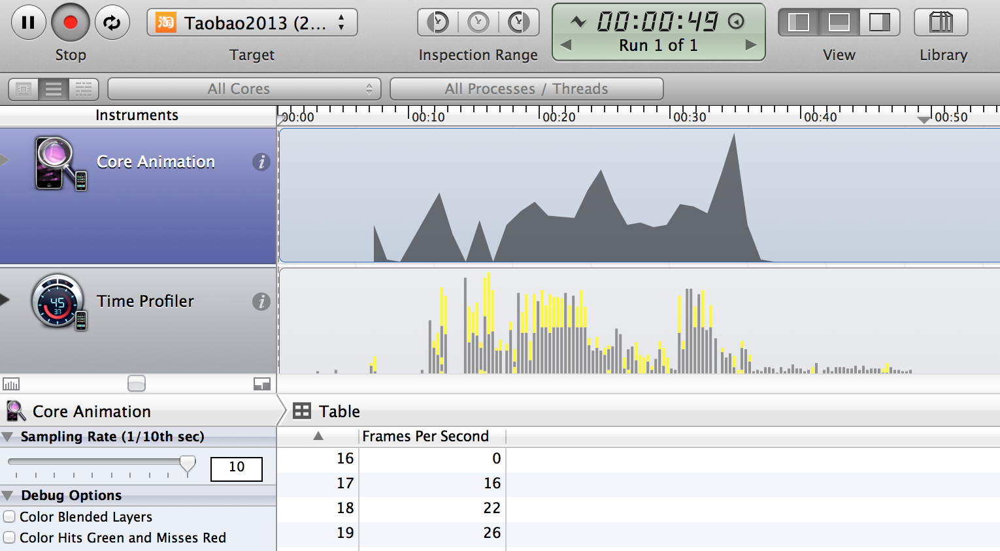 淘 Taobao2013 (2...
00:00:49
Run 1 of 1
Stop
Target
Inspection Range
View
Library
All Cores
All Processes / Threads
Instruments
00:00
00:10
00:20
00:30
00:40
00:50
Core Animation
45
37
Time Profiler
Core Animation
Table
Sampling Rate (1/10th sec)
10
Debug Options
Color Blended Layers
Color Hits Green and Misses Red
Frames Per Second
16 0
17 16
18 22
19 26